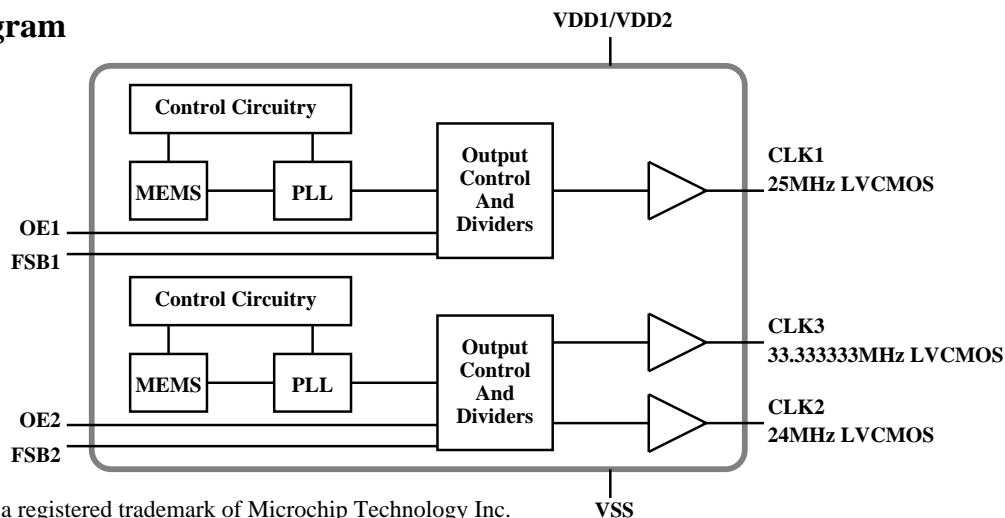 gram
VDD1/VDD2
Control Circuitry
MEMS
PLL
Output
Control
And
Dividers
CLK1
25MHz LVCMOS
OE1
FSB1
Control Circuitry
MEMS
PLL
Output
Control
And
Dividers
CLK3
33.333333MHz LVCMOS
CLK2
24MHz LVCMOS
OE2
FSB2
VSS
a registered trademark of Microchip Technology Inc.